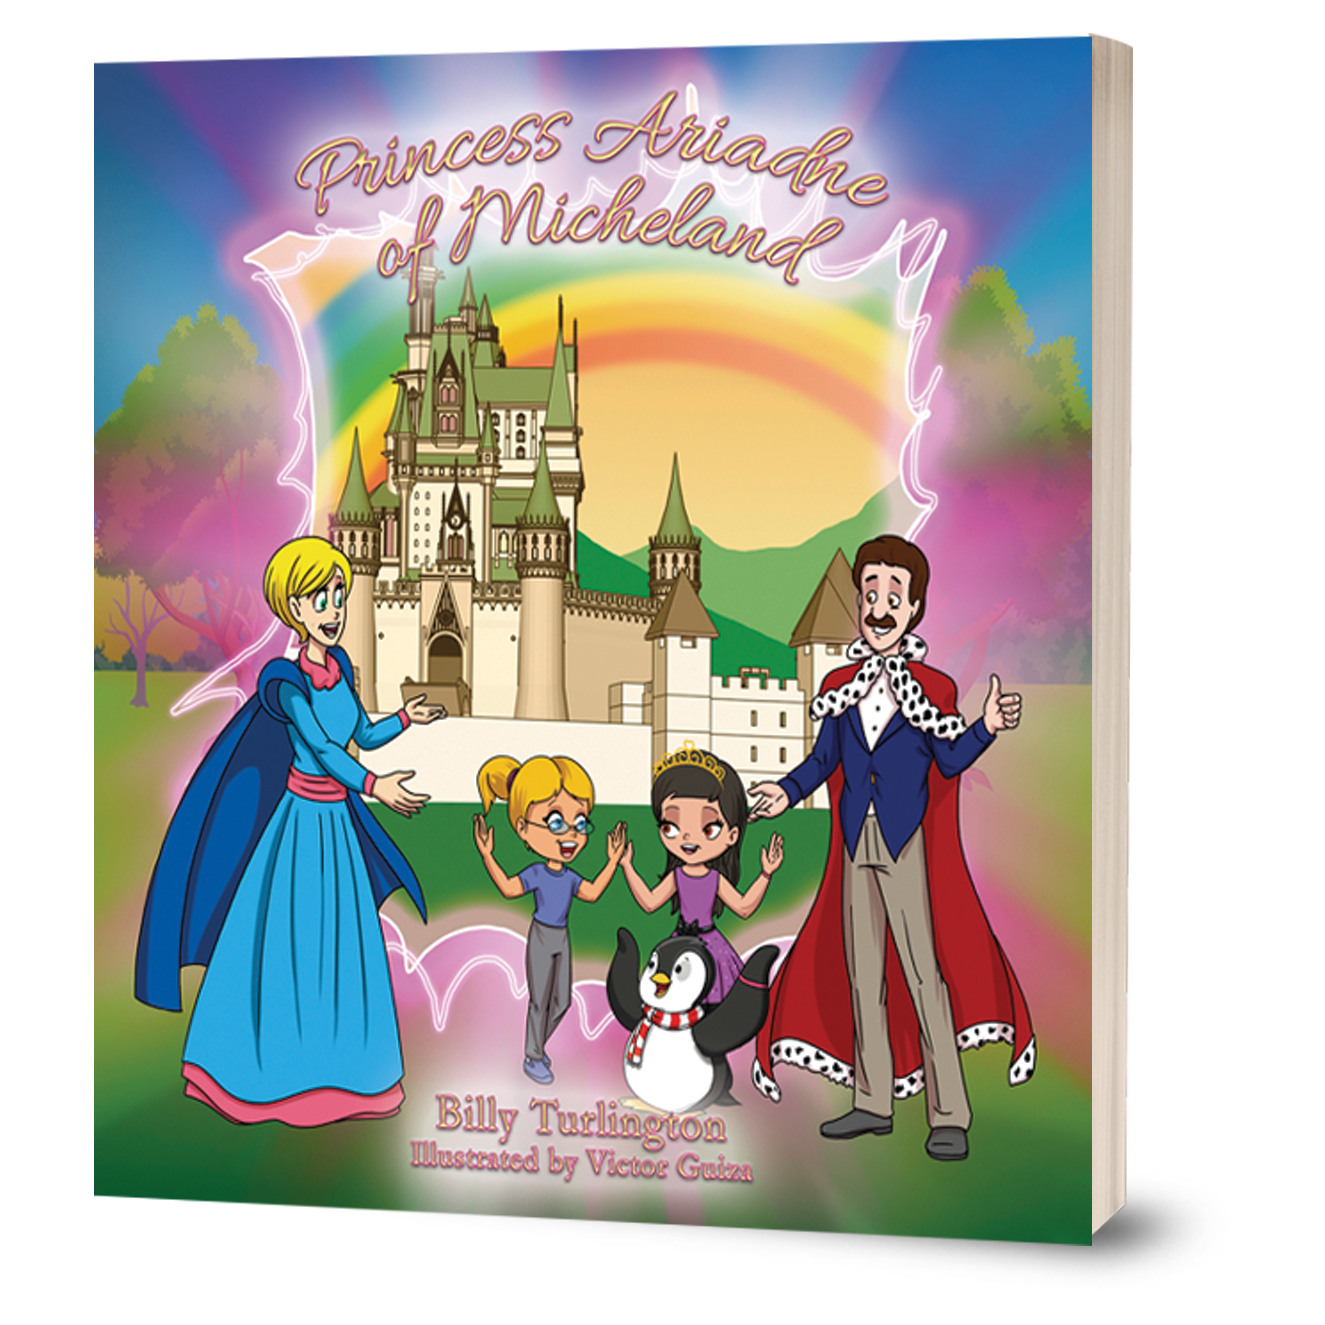 Princess Ariadne
of Micheland
Billy Turlington
Illustrated by Victor Guiza